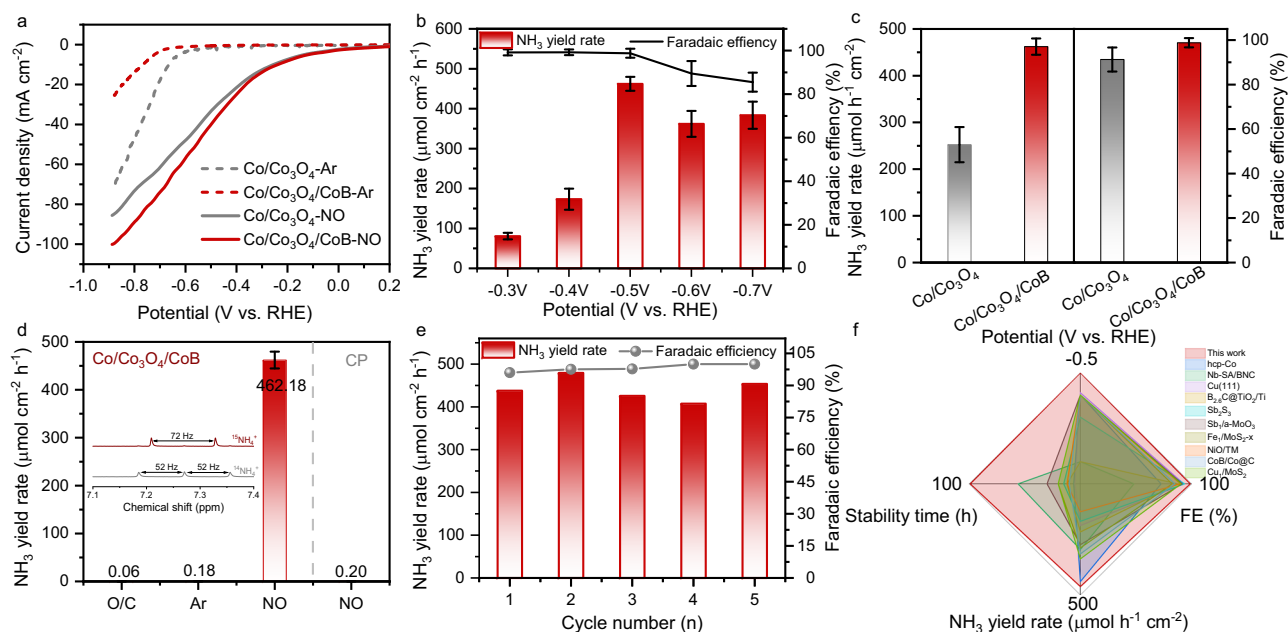 a
Current density (mA cm⁻²)
0
-20
-40
-60
-80
-100
Co/Co₃O₄-Ar
Co/Co₃O₄/CoB-Ar
Co/Co₃O₄-NO
Co/Co₃O₄/CoB-NO
-1.0 -0.8 -0.6 -0.4 -0.2 0.0 0.2
Potential (V vs. RHE)
b
NH₃ yield rate (μmol cm⁻² h⁻¹)
600
500
400
300
200
100
0
NH₃ yield rate
Faradaic effiency
-0.3V -0.4V -0.5V -0.6V -0.7V
Potential (V vs. RHE)
100
80
60
40
20
0
Faradaic efficiency (%)
c
NH₃ yield rate (μmol h⁻¹ cm⁻²)
500
400
300
200
100
0
Co/Co₃O₄
Co/Co₃O₄/CoB
Co/Co₃O₄
Co/Co₃O₄/CoB
100
80
60
40
20
0
Faradaic efficiency (%)
d
NH₃ yield rate (μmol cm⁻² h⁻¹)
500
400
300
200
100
0
Co/Co₃O₄/CoB
CP
462.18
72 Hz
¹⁵NH₄⁺
52 Hz 52 Hz
¹⁴NH₄⁺
7.1 7.2 7.3 7.4
Chemical shift (ppm)
0.06 0.18 0.20
O/C Ar NO NO
e
NH₃ yield rate (μmol cm⁻² h⁻¹)
500
400
300
200
100
0
NH₃ yield rate
Faradaic efficiency
1 2 3 4 5
Cycle number (n)
105
90
75
60
45
30
15
0
Faradaic efficiency (%)
f
Potential (V vs. RHE)
-0.5
100
Stability time (h)
100
FE (%)
500
NH₃ yield rate (μmol h⁻¹ cm⁻²)
This work
hcp-Co
Nb-SA/BNC
Cu(111)
B₂.₆C@TiO₂/Ti
Sb₂S₃
Sb₁/a-MoO₃
Fe₁/MoS₂-x
NiO/TM
CoB/Co@C
Cu₁/MoS₂